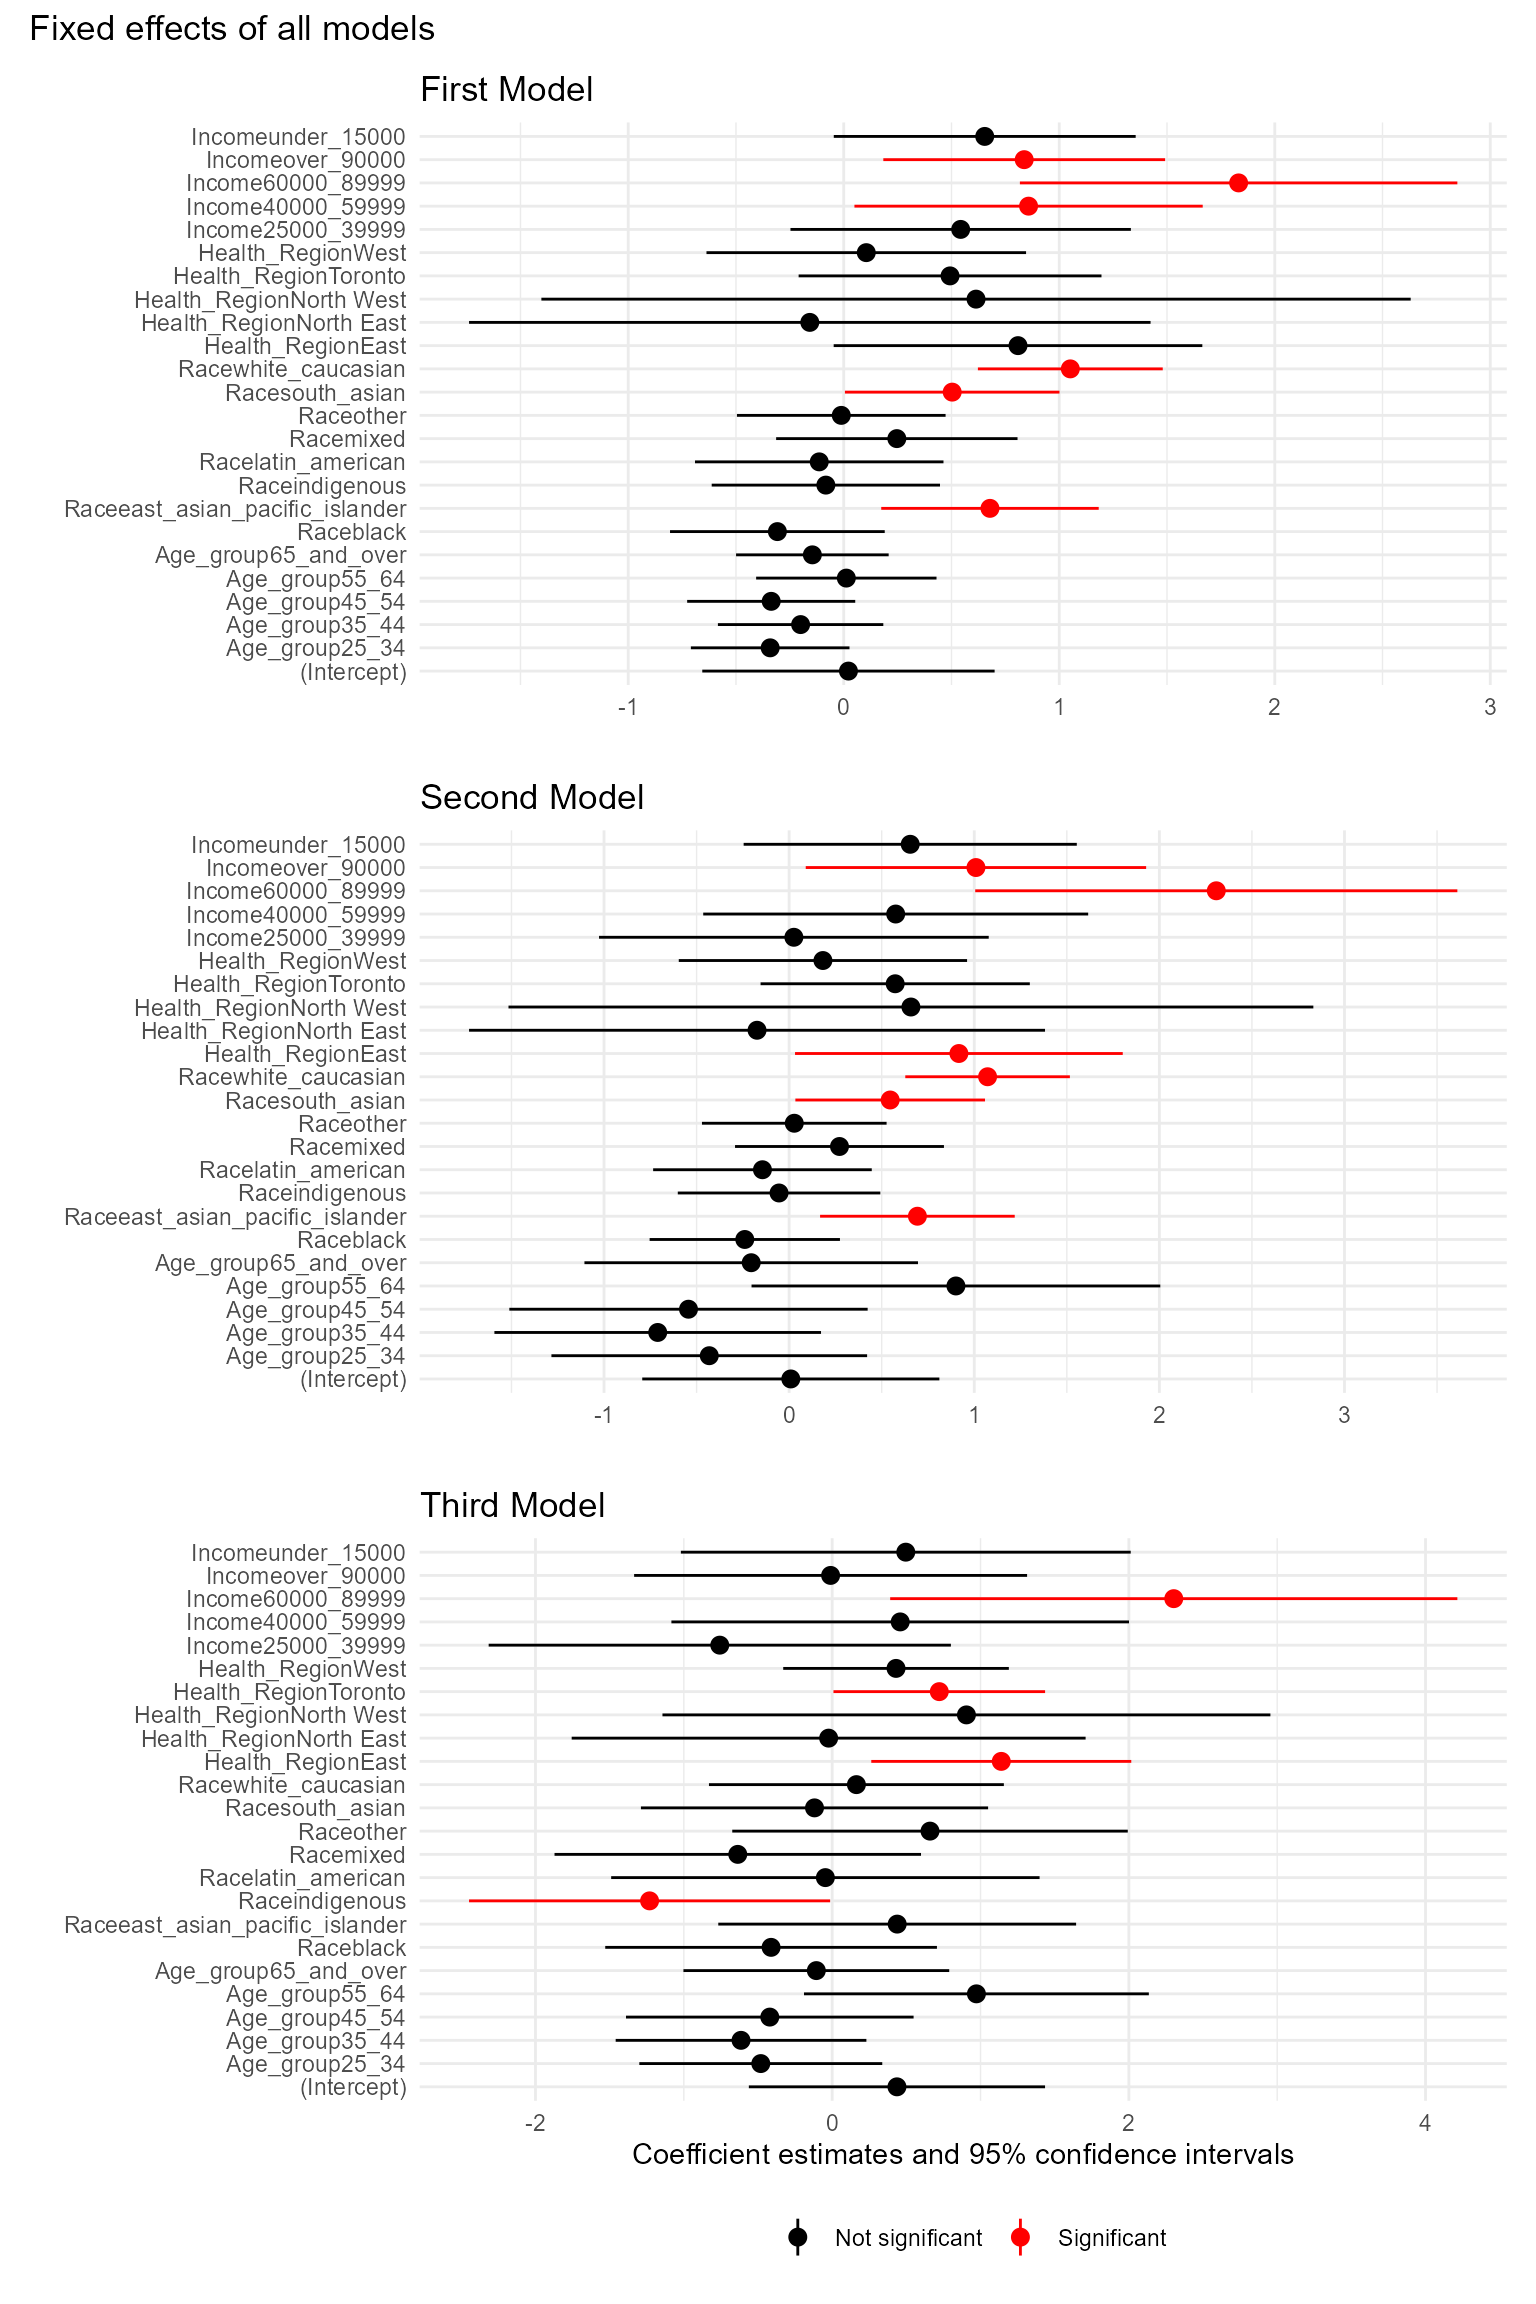 Fixed effects of all models
First Model
Incomeunder_15000
Incomeover_90000
Income60000_89999
Income40000_59999
Income25000_39999
Health_RegionWest
Health_RegionToronto
Health_RegionNorth West
Health_RegionNorth East
Health_RegionEast
Racewhite_caucasian
Racesouth_asian
Raceother
Racemixed
Racelatin_american
Raceindigenous
Raceeast_asian_pacific_islander
Raceblack
Age_group65_and_over
Age_group55_64
Age_group45_54
Age_group35_44
Age_group25_34
(Intercept)
-1 0 1 2 3
Second Model
Incomeunder_15000
Incomeover_90000
Income60000_89999
Income40000_59999
Income25000_39999
Health_RegionWest
Health_RegionToronto
Health_RegionNorth West
Health_RegionNorth East
Health_RegionEast
Racewhite_caucasian
Racesouth_asian
Raceother
Racemixed
Racelatin_american
Raceindigenous
Raceeast_asian_pacific_islander
Raceblack
Age_group65_and_over
Age_group55_64
Age_group45_54
Age_group35_44
Age_group25_34
(Intercept)
-1 0 1 2 3
Third Model
Incomeunder_15000
Incomeover_90000
Income60000_89999
Income40000_59999
Income25000_39999
Health_RegionWest
Health_RegionToronto
Health_RegionNorth West
Health_RegionNorth East
Health_RegionEast
Racewhite_caucasian
Racesouth_asian
Raceother
Racemixed
Racelatin_american
Raceindigenous
Raceeast_asian_pacific_islander
Raceblack
Age_group65_and_over
Age_group55_64
Age_group45_54
Age_group35_44
Age_group25_34
(Intercept)
-2 0 2 4
Coefficient estimates and 95% confidence intervals
Not significant Significant